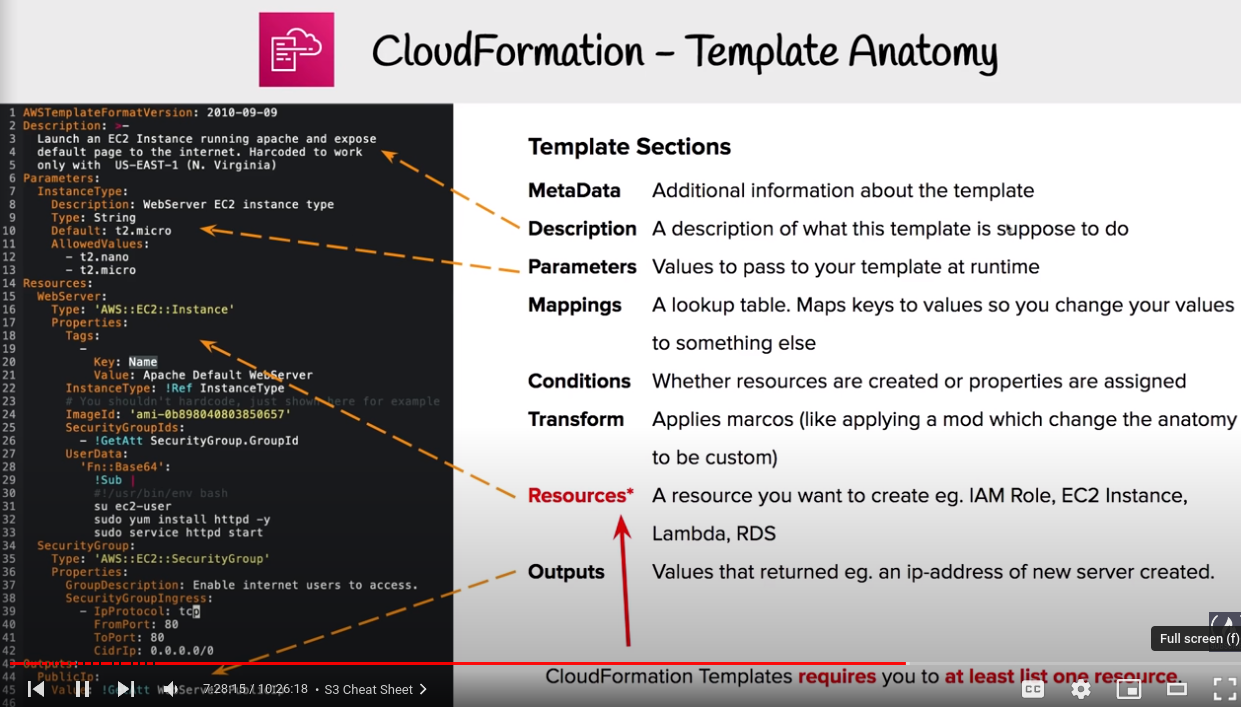 CloudFormation – Template Anatomy
1 AWSTemplateFormatVersion: 2010-09-09
2 Description: >-
3 Launch an EC2 Instance running apache and expose
4 default page to the internet. Harcoded to work
5 only with US-EAST-1 (N. Virginia)
6 Parameters:
7 InstanceType:
8 Description: WebServer EC2 instance type
9 Type: String
10 Default: t2.micro
11 AllowedValues:
12 - t2.nano
13 - t2.micro
14 Resources:
15 WebServer:
16 Type: 'AWS::EC2::Instance'
17 Properties:
18 Tags:
19 -
20 Key: Name
21 Value: Apache Default WebServer
22 InstanceType: !Ref InstanceType
23 # You shouldn't hardcode, just shown here for example
24 ImageId: 'ami-0b898040803850657'
25 SecurityGroupIds:
26 - !GetAtt SecurityGroup.GroupId
27 UserData:
28 'Fn::Base64':
29 !Sub |
30 #!/usr/bin/env bash
31 su ec2-user
32 sudo yum install httpd -y
33 sudo service httpd start
34 SecurityGroup:
35 Type: 'AWS::EC2::SecurityGroup'
36 Properties:
37 GroupDescription: Enable internet users to access.
38 SecurityGroupIngress:
39 - IpProtocol: tcp
40 FromPort: 80
41 ToPort: 80
42 CidrIp: 0.0.0.0/0
43 Outputs:
44 PublicIp:
45 Value: !GetAtt
46
Template Sections
MetaData Additional information about the template
Description A description of what this template is suppose to do
Parameters Values to pass to your template at runtime
Mappings A lookup table. Maps keys to values so you change your values
to something else
Conditions Whether resources are created or properties are assigned
Transform Applies marcos (like applying a mod which change the anatomy
to be custom)
Resources* A resource you want to create eg. IAM Role, EC2 Instance,
Lambda, RDS
Outputs Values that returned eg. an ip-address of new server created.
Full screen (f)
CloudFormation Templates requires you to at least list one resource.
7:28:15 / 10:26:18 • S3 Cheat Sheet
CC